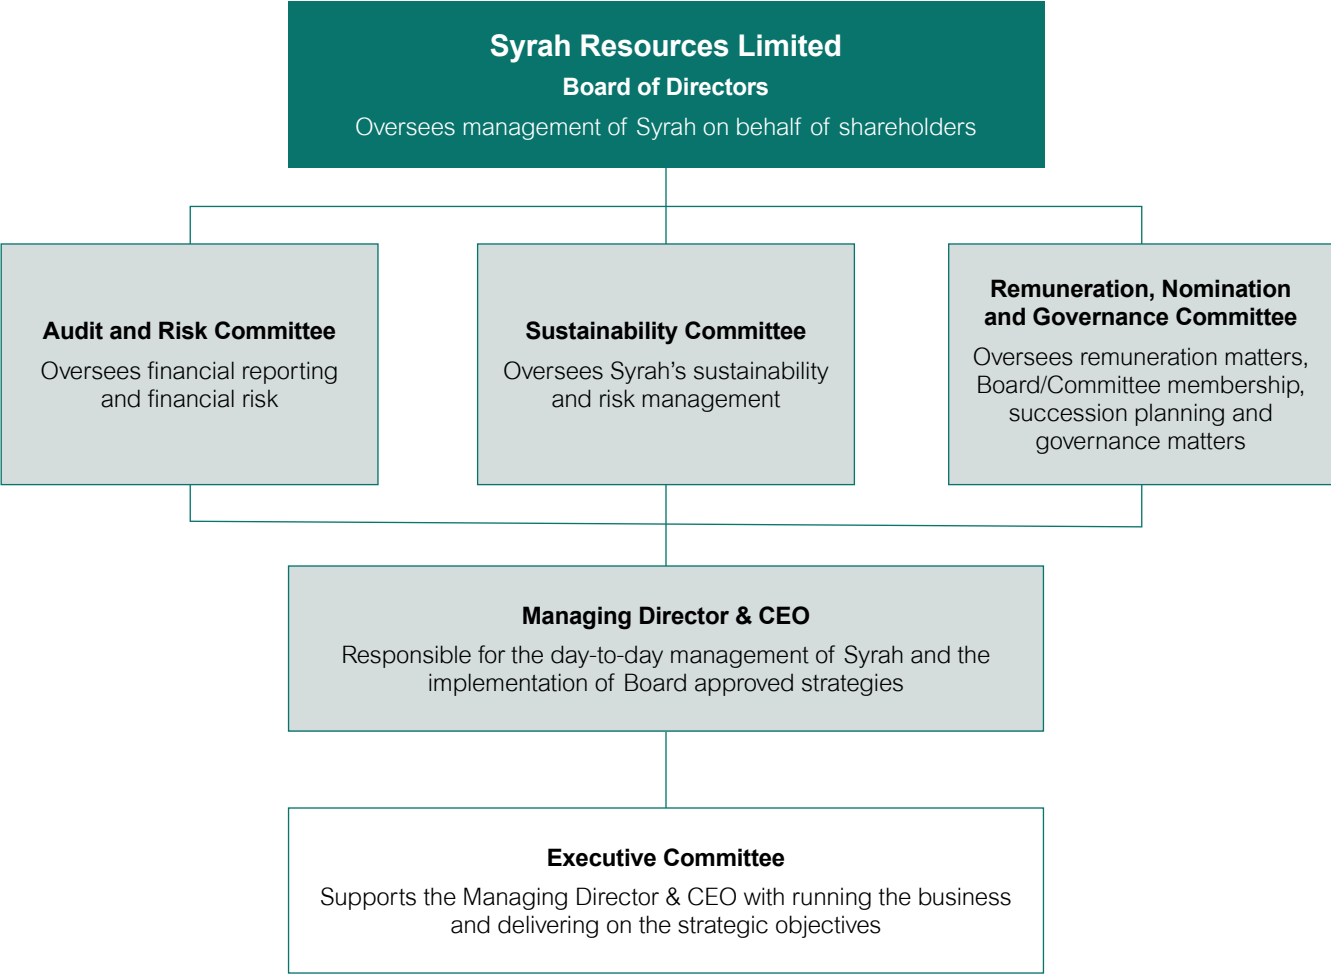 Syrah Resources Limited
Board of Directors
Oversees management of Syrah on behalf of shareholders
Audit and Risk Committee
Oversees financial reporting
and financial risk
Sustainability Committee
Oversees Syrah’s sustainability
and risk management
Remuneration, Nomination
and Governance Committee
Oversees remuneration matters,
Board/Committee membership,
succession planning and
governance matters
Managing Director & CEO
Responsible for the day-to-day management of Syrah and the
implementation of Board approved strategies
Executive Committee
Supports the Managing Director & CEO with running the business
and delivering on the strategic objectives